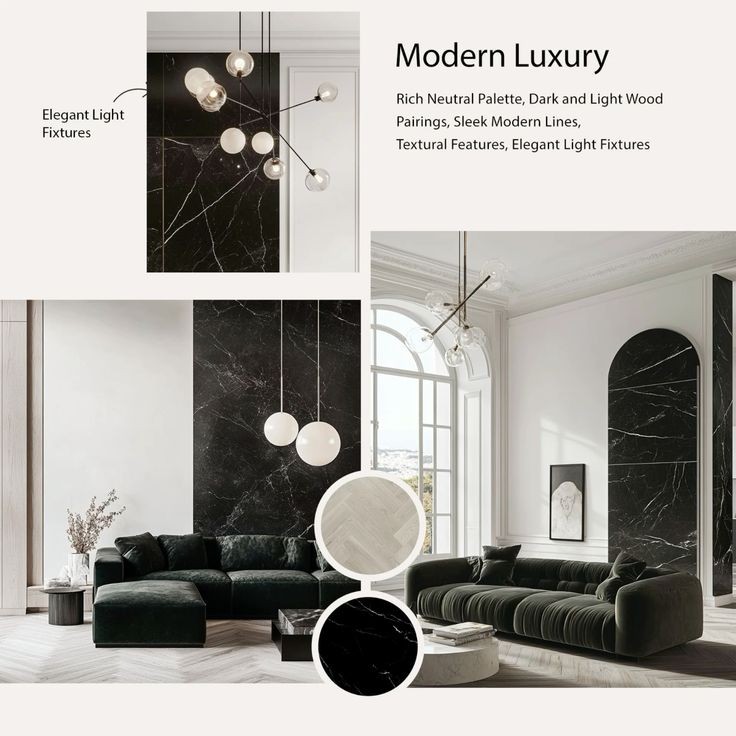 Modern Luxury
Rich Neutral Palette, Dark and Light Wood
Pairings, Sleek Modern Lines,
Textural Features, Elegant Light Fixtures
Elegant Light
Fixtures